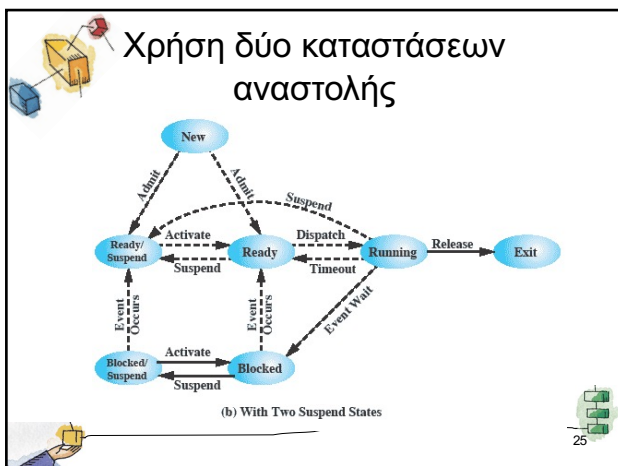 Χρήση δύο καταστάσεων
αναστολής
New
Admit
Admit
Suspend
Ready/
Suspend
Activate
Suspend
Ready
Dispatch
Timeout
Running
Release
Exit
Event
Occurs
Event
Occurs
Event Wait
Blocked/
Suspend
Activate
Suspend
Blocked
(b) With Two Suspend States
25